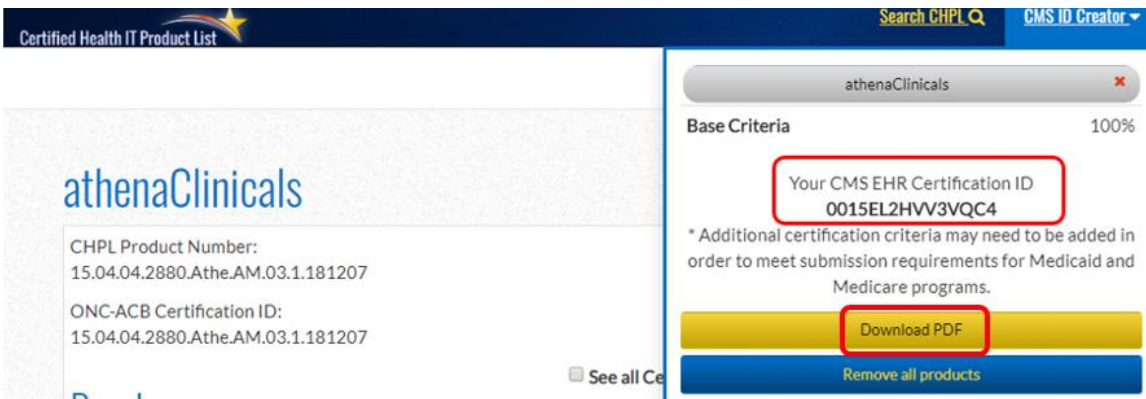 Certified Health IT Product List
Search CHPL
CMS ID Creator
athenaClinicals
CHPL Product Number:
15.04.04.2880.Athe.AM.03.1.181207
ONC-ACB Certification ID:
15.04.04.2880.Athe.AM.03.1.181207
See all Ce
athenaClinicals
Base Criteria 100%
Your CMS EHR Certification ID
0015EL2HVV3VQC4
* Additional certification criteria may need to be added in
order to meet submission requirements for Medicaid and
Medicare programs.
Download PDF
Remove all products